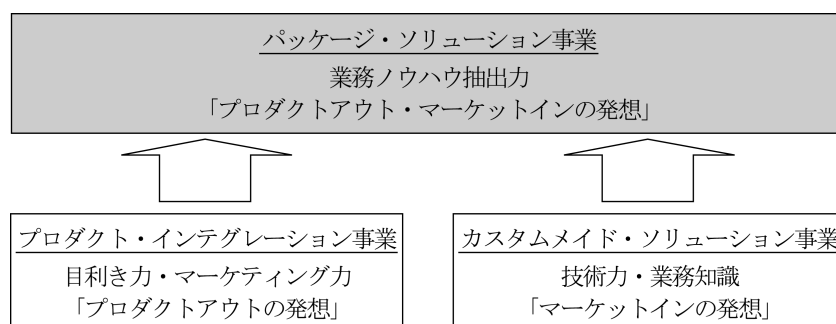 パッケージ・ソリューション事業
業務ノウハウ抽出力
「プロダクトアウト・マーケットインの発想」
プロダクト・インテグレーション事業
目利き力・マーケティング力
「プロダクトアウトの発想」
カスタムメイド・ソリューション事業
技術力・業務知識
「マーケットインの発想」